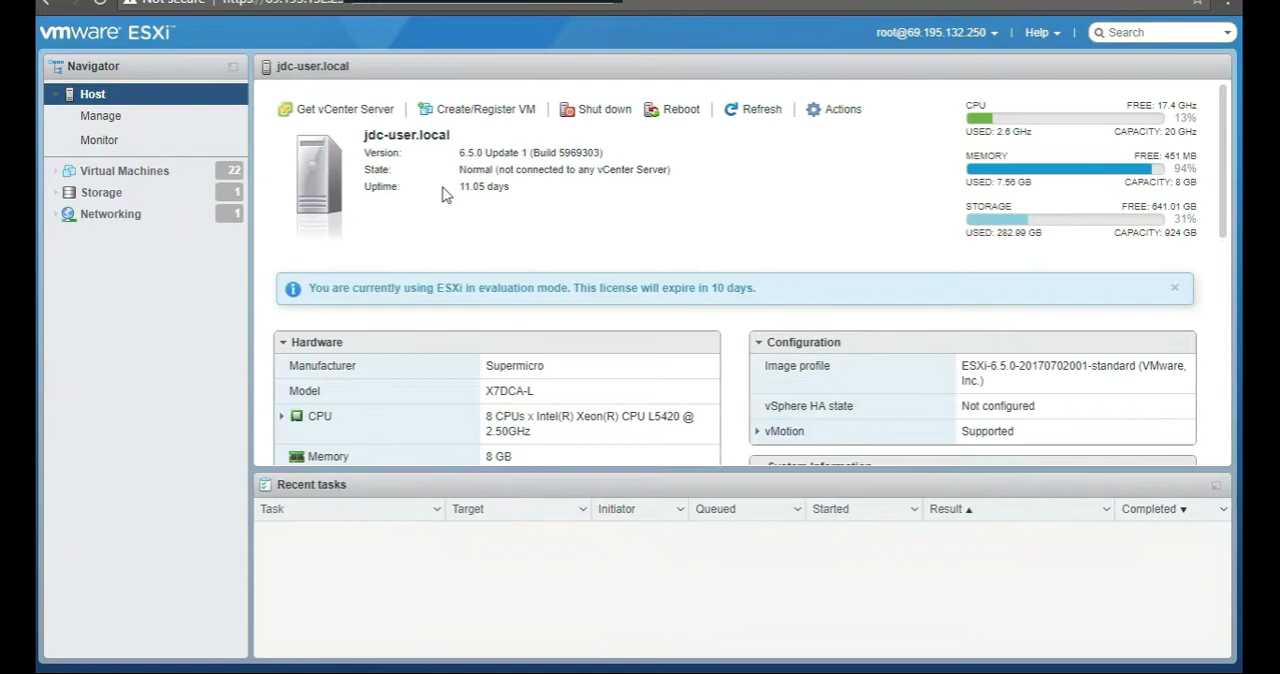 Not secure https://69.195.132.2
vmware ESXi™
root@69.195.132.250 | Help | Search
Navigator
Host
Manage
Monitor
Virtual Machines 22
Storage 1
Networking 1
jdc-user.local
Get vCenter Server | Create/Register VM | Shut down Reboot | Refresh | Actions
jdc-user.local
Version: 6.5.0 Update 1 (Build 5969303)
State: Normal (not connected to any vCenter Server)
Uptime: 11.05 days
CPU FREE: 17.4 GHz
13%
USED: 2.6 GHz CAPACITY: 20 GHz
MEMORY FREE: 451 MB
94%
USED: 7.56 GB CAPACITY: 8 GB
STORAGE FREE: 641.01 GB
31%
USED: 282.99 GB CAPACITY: 924 GB
You are currently using ESXi in evaluation mode. This license will expire in 10 days.
Hardware
Manufacturer Supermicro
Model X7DCA-L
CPU 8 CPUs x Intel(R) Xeon(R) CPU L5420 @
2.50GHz
Memory 8 GB
Configuration
Image profile ESXi-6.5.0-20170702001-standard (VMware,
Inc.)
vSphere HA state Not configured
vMotion Supported
System Information
Recent tasks
Task Target Initiator Queued Started Result Completed